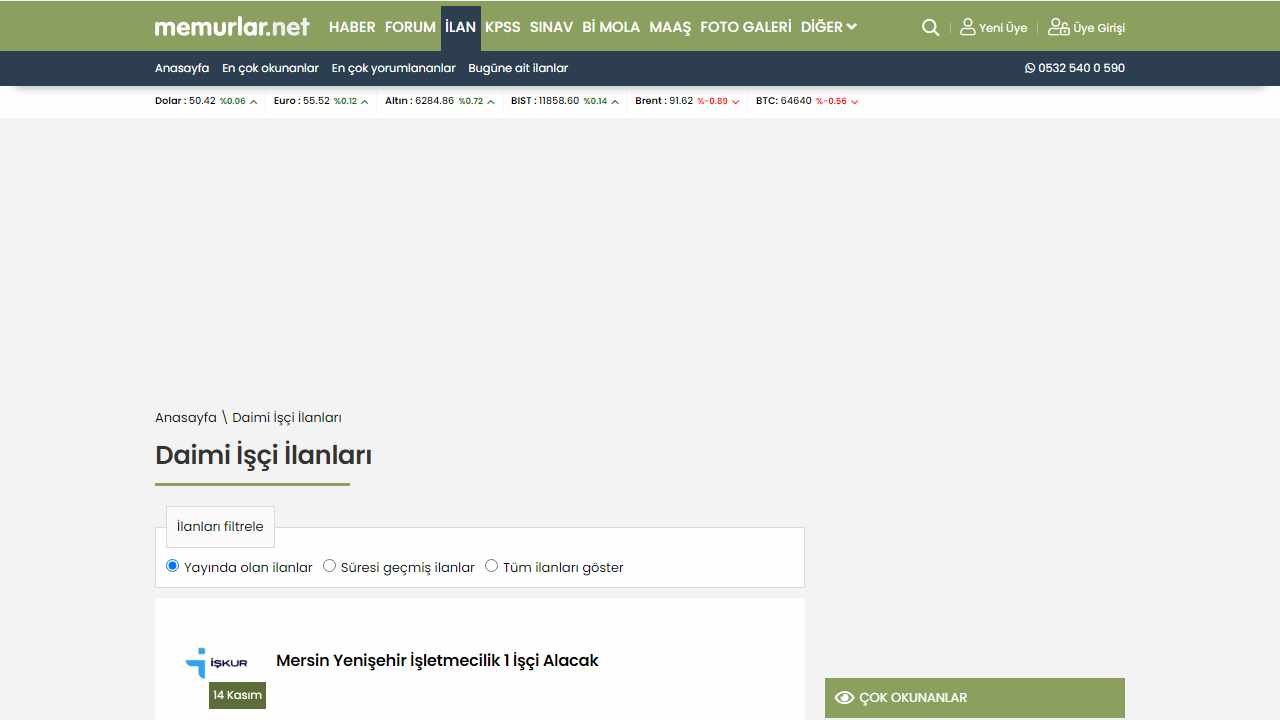 memurlar.net HABER FORUM İLAN KPSS SINAV Bİ MOLA MAAŞ FOTO GALERİ DİĞER Yeni Üye Üye Girişi
Anasayfa En çok okunanlar En çok yorumlananlar Bugüne ait ilanlar 0532 540 0 590
Dolar : 50.42 %0.06 Euro : 55.52 %0.12 Altın : 6284.86 %0.72 BIST : 11858.60 %0.14 Brent : 91.62 %-0.89 BTC: 64640 %-0.56
Anasayfa \ Daimi İşçi İlanları
Daimi İşçi İlanları
İlanları filtrele
Yayında olan ilanlar Süresi geçmiş ilanlar Tüm ilanları göster
İŞKUR
Mersin Yenişehir İşletmecilik 1 İşçi Alacak
14 Kasım
ÇOK OKUNANLAR